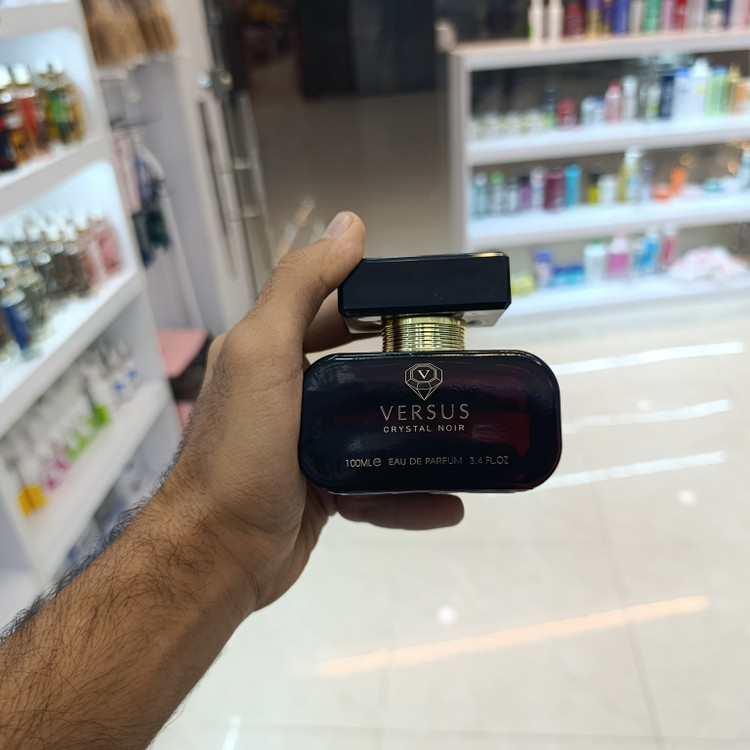 V
VERSUS
CRYSTAL NOIR
100ML℮ EAU DE PARFUM 3.4 FL.OZ